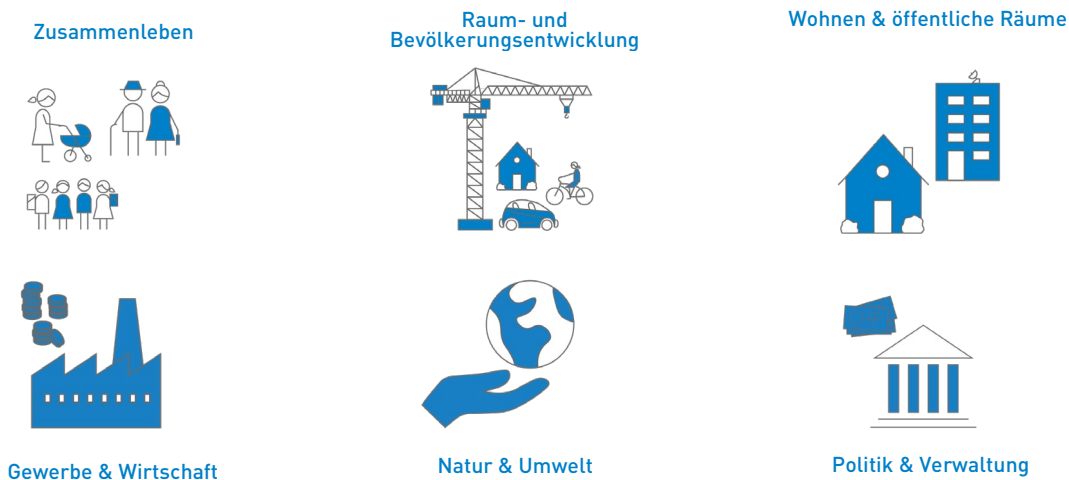 Zusammenleben
Raum- und
Bevölkerungsentwicklung
Wohnen & öffentliche Räume
Gewerbe & Wirtschaft
Natur & Umwelt
Politik & Verwaltung